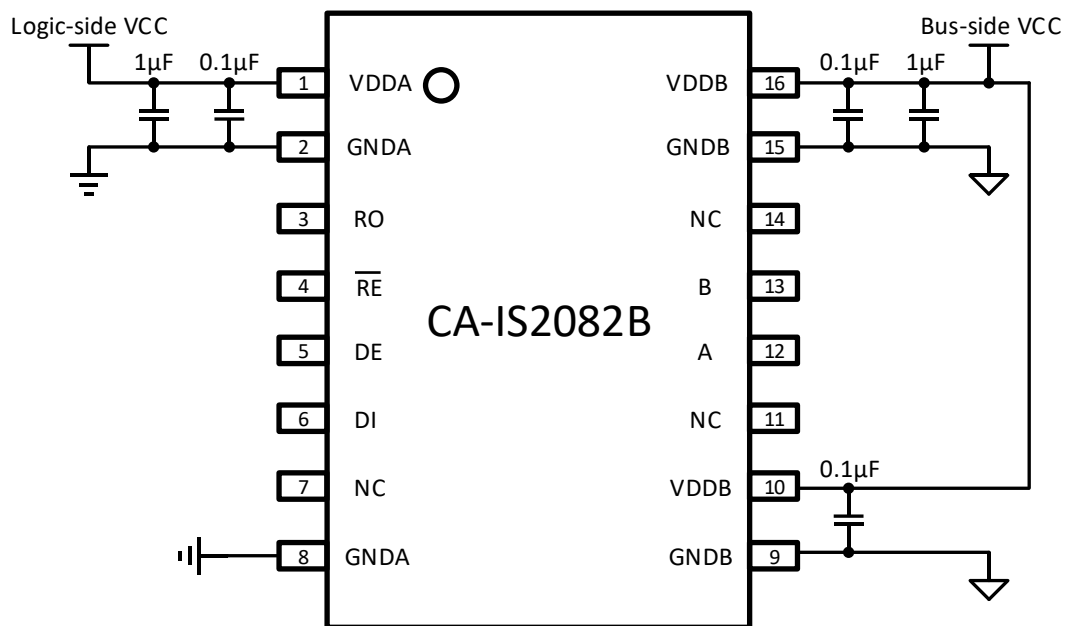 Logic-side VCC
Bus-side VCC
1µF 0.1µF
0.1µF 1µF
1 VDDA
VDDB 16
2 GNDA
GNDB 15
3 RO
NC 14
4 RE
B 13
CA-IS2082B
5 DE
A 12
6 DI
NC 11
0.1µF
7 NC
VDDB 10
8 GNDA
GNDB 9